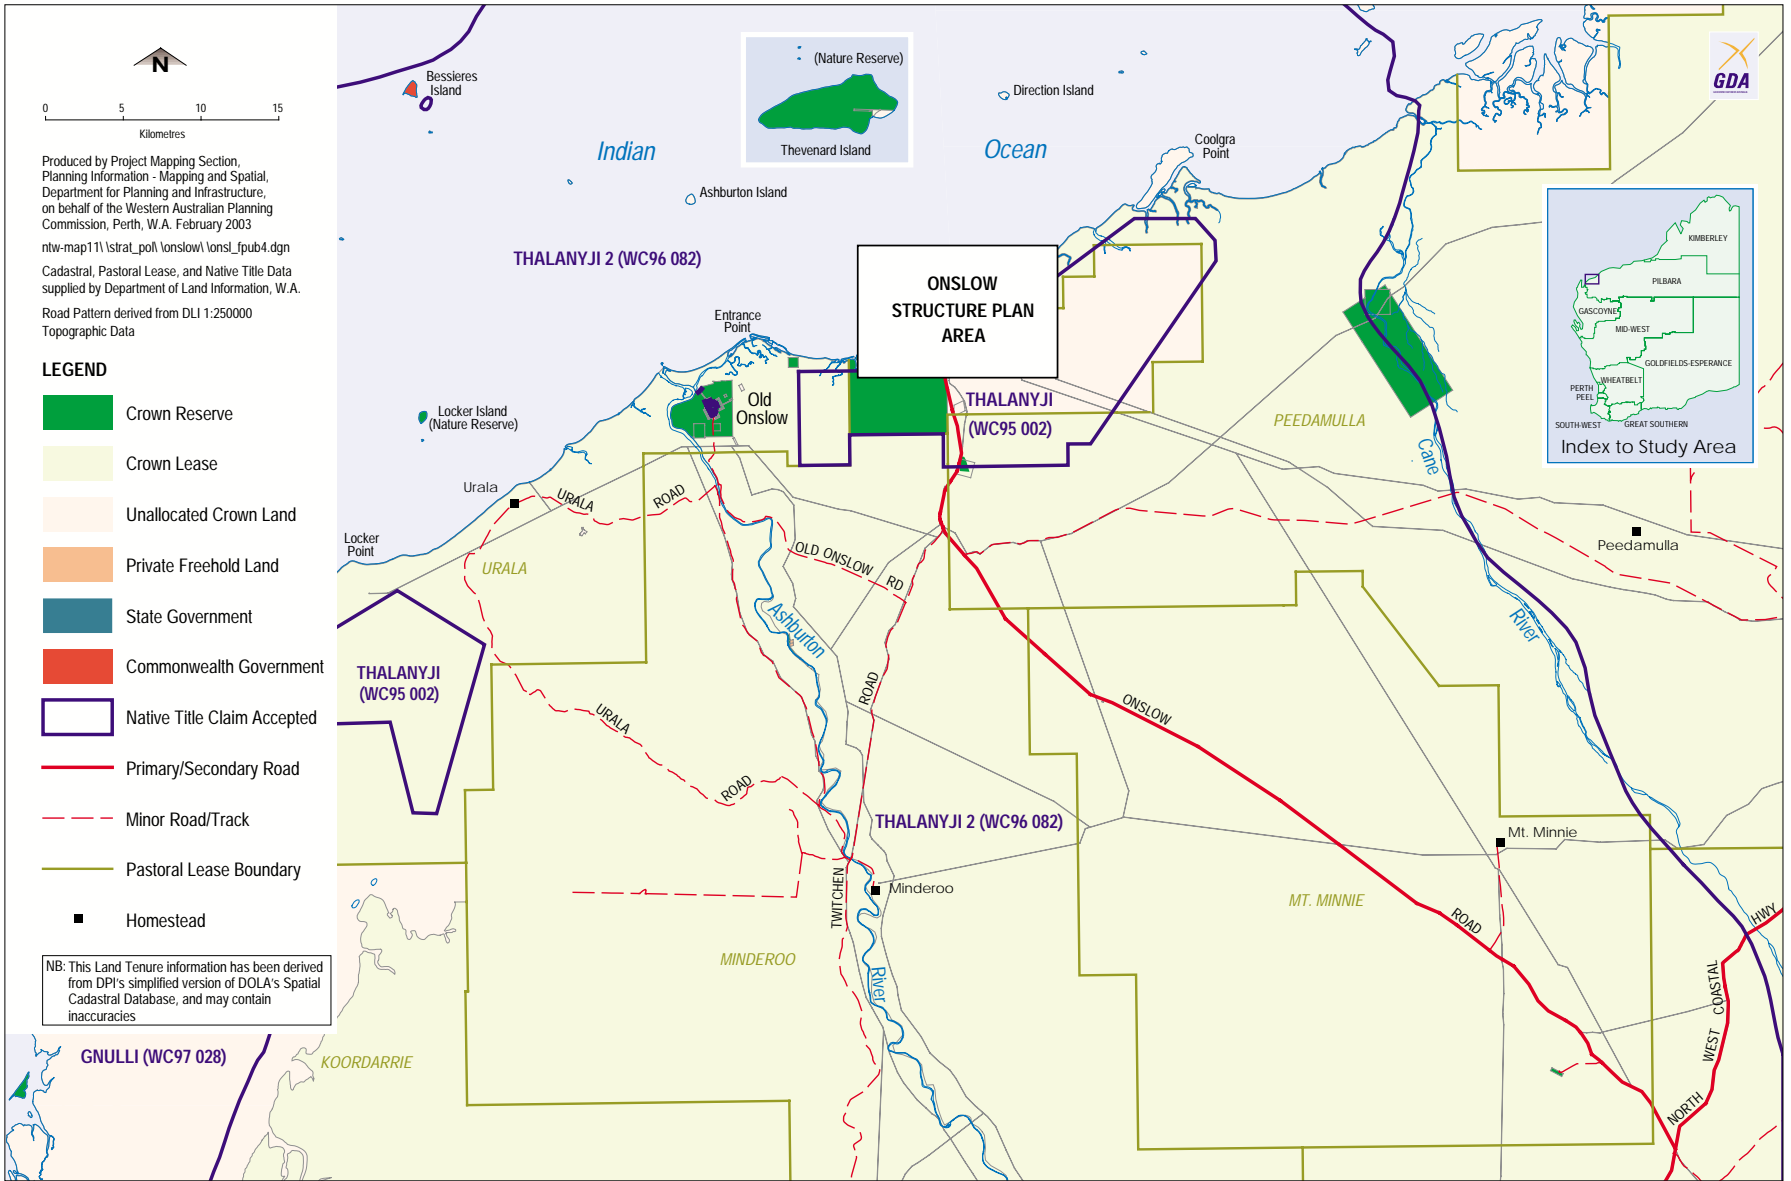 N
0 5 10 15
Kilometres
Produced by Project Mapping Section,
Planning Information - Mapping and Spatial,
Department for Planning and Infrastructure,
on behalf of the Western Australian Planning
Commission, Perth, W.A. February 2003
ntw-map11\ \strat_pol\ \onslow\ \onsl_fpub4.dgn
Cadastral, Pastoral Lease, and Native Title Data
supplied by Department of Land Information, W.A.
Road Pattern derived from DLI 1:250000
Topographic Data
LEGEND
Crown Reserve
Crown Lease
Unallocated Crown Land
Private Freehold Land
State Government
Commonwealth Government
Native Title Claim Accepted
Primary/Secondary Road
Minor Road/Track
Pastoral Lease Boundary
Homestead
NB: This Land Tenure information has been derived
from DPI's simplified version of DOLA's Spatial
Cadastral Database, and may contain
inaccuracies
GNULLI (WC97 028)
KOORDARRIE
Bessieres
Island
Indian
Ocean
(Nature Reserve)
Thevenard Island
Direction Island
Coolgra
Point
Ashburton Island
THALANYJI 2 (WC96 082)
ONSLOW
STRUCTURE PLAN
AREA
Entrance
Point
Old
Onslow
Locker Island
(Nature Reserve)
THALANYJI
(WC95 002)
PEEDAMULLA
Cane
River
Urala
URALA
ROAD
Locker
Point
URALA
OLD ONSLOW RD
Ashburton
Peedamulla
THALANYJI
(WC95 002)
URALA
ROAD
ROAD
TWITCHEN
ONSLOW
ROAD
THALANYJI 2 (WC96 082)
Minderoo
MINDEROO
River
Mt. Minnie
MT. MINNIE
NORTH
WEST
COASTAL
HWY
GDA
KIMBERLEY
PILBARA
GASCOYNE
MID-WEST
GOLDFIELDS-ESPERANCE
WHEATBELT
PERTH
PEEL
SOUTH-WEST
GREAT SOUTHERN
Index to Study Area